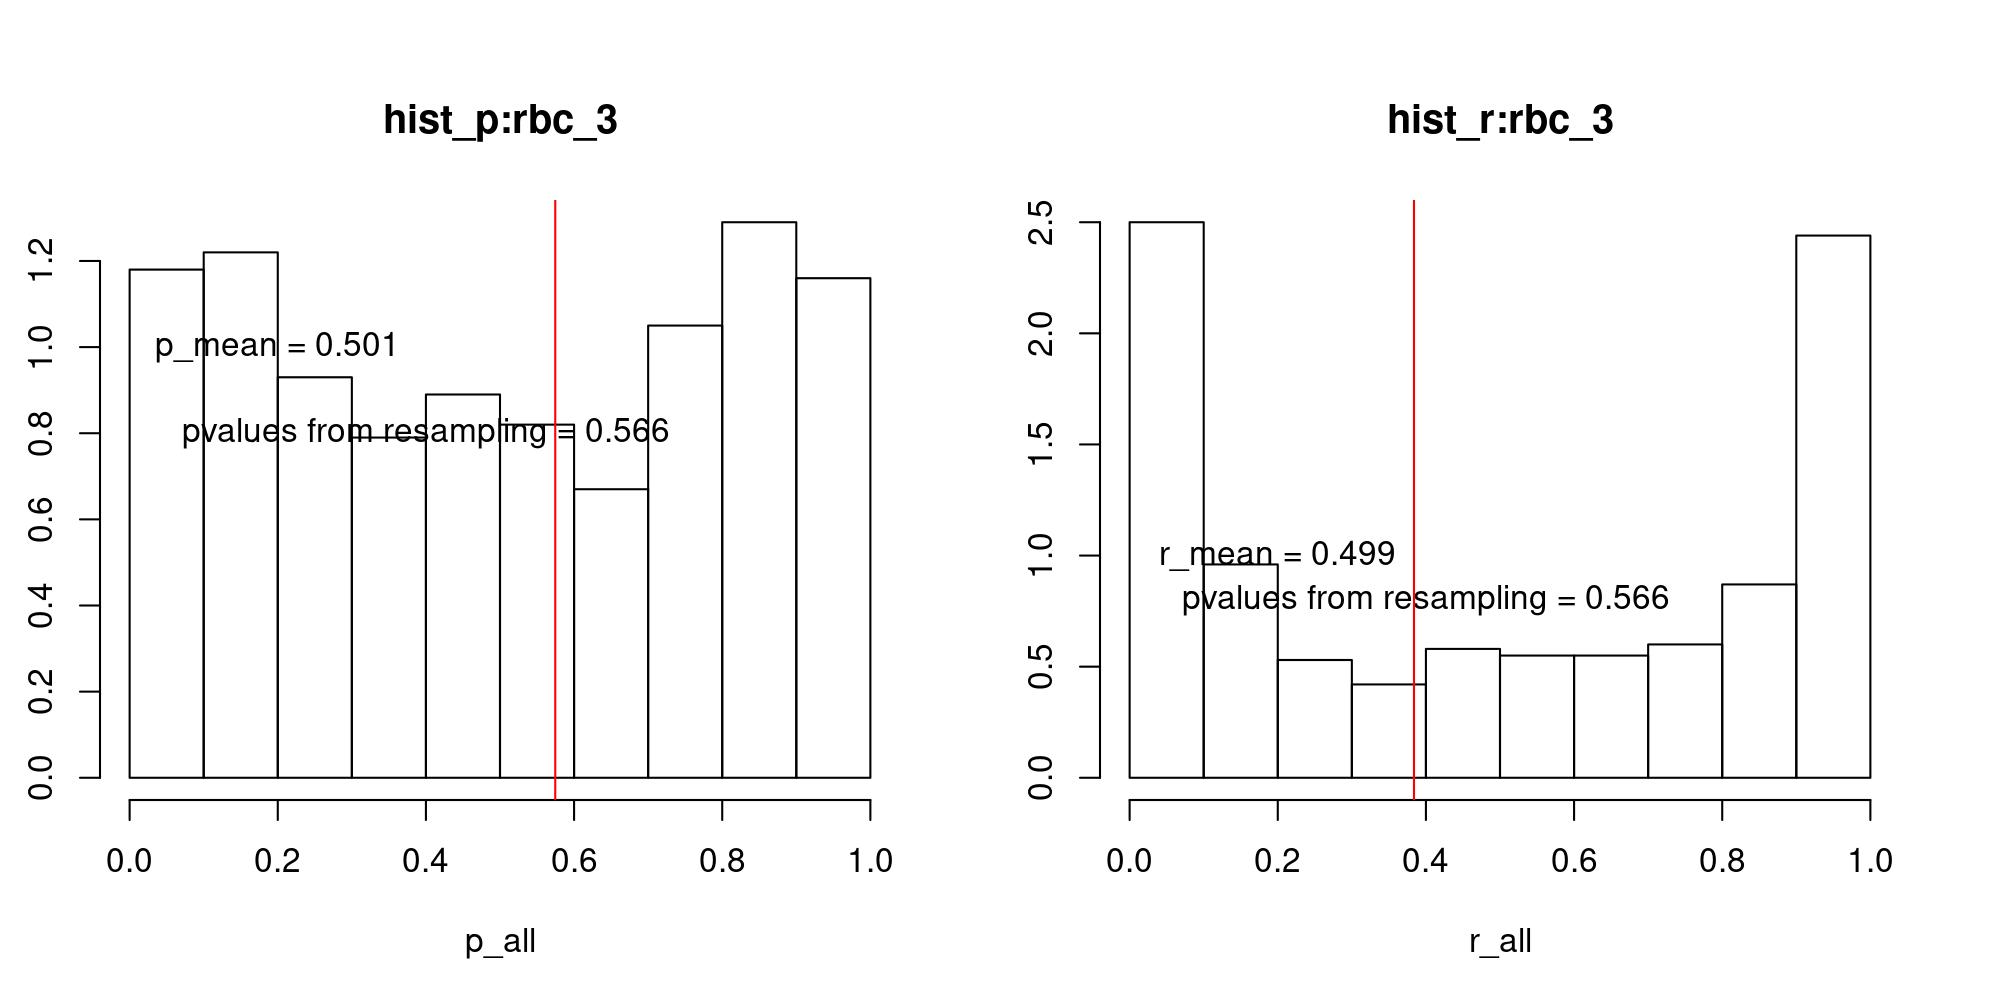 hist_p:rbc_3
1.2
1.0
0.8
0.6
0.4
0.2
0.0
p_mean = 0.501
pvalues from resampling = 0.566
0.0 0.2 0.4 0.6 0.8 1.0
p_all
hist_r:rbc_3
2.5
2.0
1.5
1.0
0.5
0.0
r_mean = 0.499
pvalues from resampling = 0.566
0.0 0.2 0.4 0.6 0.8 1.0
r_all